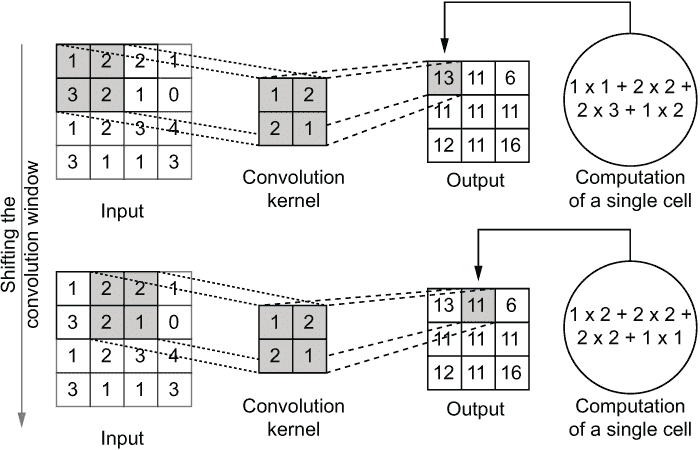 Shifting the
convolution window
1 2 2 1
3 2 1 0
1 2 3 4
3 1 1 3
Input
1 2
2 1
Convolution
kernel
13 11 6
11 11 11
12 11 16
Output
1 x 1 + 2 x 2 +
2 x 3 + 1 x 2
Computation
of a single cell
1 2 2 1
3 2 1 0
1 2 3 4
3 1 1 3
Input
1 2
2 1
Convolution
kernel
13 11 6
11 11 11
12 11 16
Output
1 x 2 + 2 x 2 +
2 x 2 + 1 x 1
Computation
of a single cell